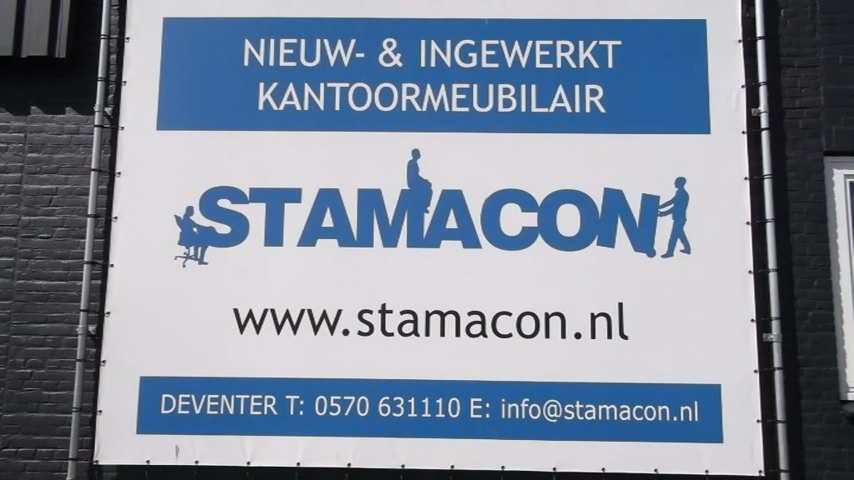 NIEUW- & INGEWERKT
KANTOORMEUBILAIR
STAMACON
www.stamacon.nl
DEVENTER T: 0570 631110 E: info@stamacon.nl